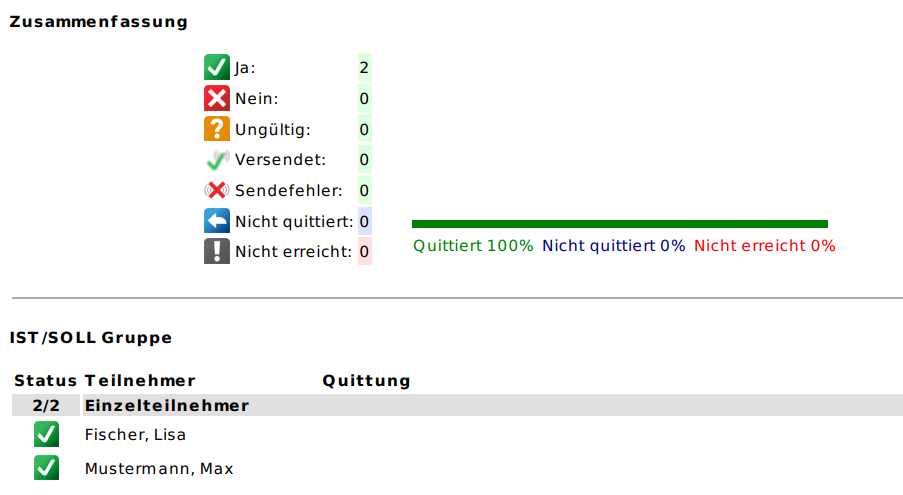 Zusammenfassung
Ja: 2
Nein: 0
Ungültig: 0
Versendet: 0
Sendefehler: 0
Nicht quittiert: 0
Nicht erreicht: 0
Quittiert 100% Nicht quittiert 0% Nicht erreicht 0%
IST/SOLL Gruppe
Status Teilnehmer Quittung
2/2 Einzelteilnehmer
Fischer, Lisa
Mustermann, Max